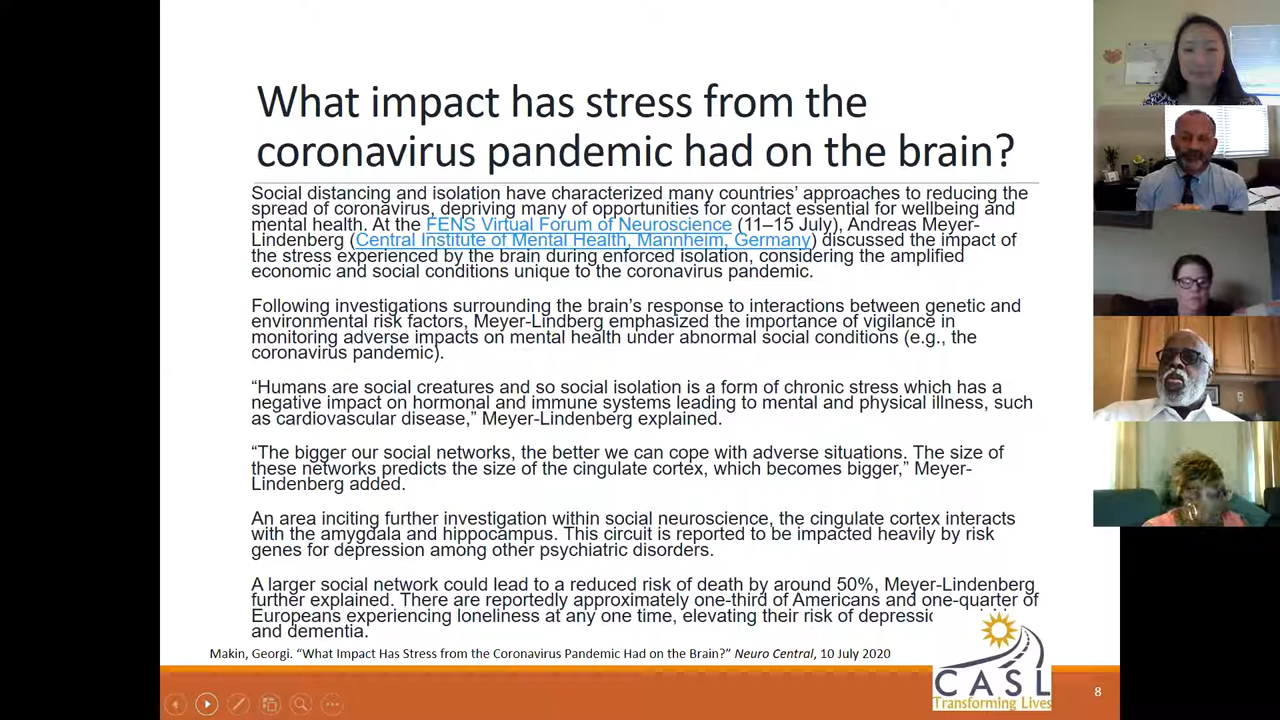 What impact has stress from the
coronavirus pandemic had on the brain?
Social distancing and isolation have characterized many countries’ approaches to reducing the
spread of coronavirus, depriving many of opportunities for contact essential for wellbeing and
mental health. At the FENS Virtual Forum of Neuroscience (11–15 July), Andreas Meyer-
Lindenberg (Central Institute of Mental Health, Mannheim, Germany) discussed the impact of
the stress experienced by the brain during enforced isolation, considering the amplified
economic and social conditions unique to the coronavirus pandemic.
Following investigations surrounding the brain’s response to interactions between genetic and
environmental risk factors, Meyer-Lindberg emphasized the importance of vigilance in
monitoring adverse impacts on mental health under abnormal social conditions (e.g., the
coronavirus pandemic).
“Humans are social creatures and so social isolation is a form of chronic stress which has a
negative impact on hormonal and immune systems leading to mental and physical illness, such
as cardiovascular disease,” Meyer-Lindenberg explained.
“The bigger our social networks, the better we can cope with adverse situations. The size of
these networks predicts the size of the cingulate cortex, which becomes bigger,” Meyer-
Lindenberg added.
An area inciting further investigation within social neuroscience, the cingulate cortex interacts
with the amygdala and hippocampus. This circuit is reported to be impacted heavily by risk
genes for depression among other psychiatric disorders.
A larger social network could lead to a reduced risk of death by around 50%, Meyer-Lindenberg
further explained. There are reportedly approximately one-third of Americans and one-quarter of
Europeans experiencing loneliness at any one time, elevating their risk of depressi
and dementia.
Makin, Georgi. “What Impact Has Stress from the Coronavirus Pandemic Had on the Brain?” Neuro Central, 10 July 2020
CASL
Transforming Lives
8